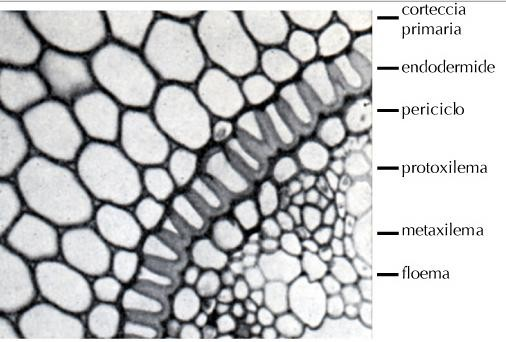 corteccia
primaria
endodermide
periciclo
protoxilema
metaxilema
floema